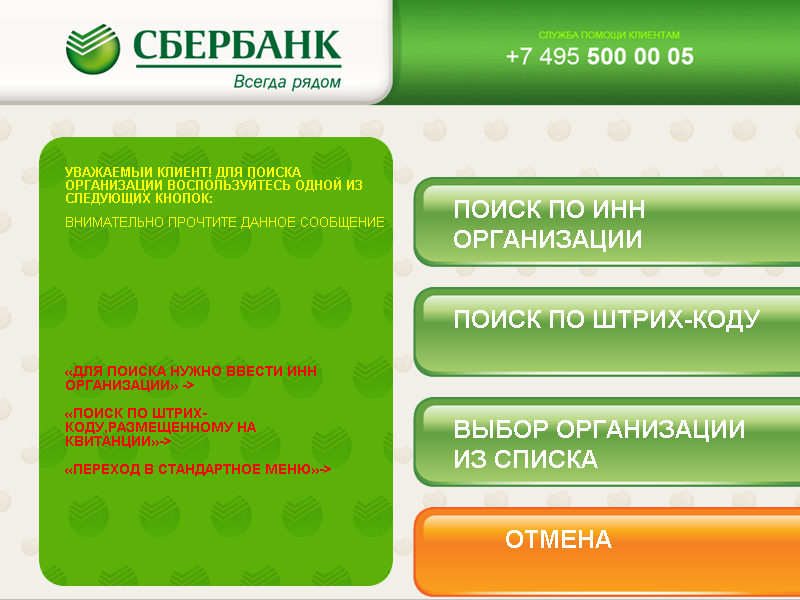 СБЕРБАНК
Всегда рядом
СЛУЖБА ПОМОЩИ КЛИЕНТАМ
+7 495 500 00 05
УВАЖАЕМЫЙ КЛИЕНТ! ДЛЯ ПОИСКА
ОРГАНИЗАЦИИ ВОСПОЛЬЗУЙТЕСЬ ОДНОЙ ИЗ
СЛЕДУЮЩИХ КНОПОК:
ВНИМАТЕЛЬНО ПРОЧТИТЕ ДАННОЕ СООБЩЕНИЕ
«ДЛЯ ПОИСКА НУЖНО ВВЕСТИ ИНН
ОРГАНИЗАЦИИ» ->
«ПОИСК ПО ШТРИХ-
КОДУ,РАЗМЕЩЕННОМУ НА
КВИТАНЦИИ»->
«ПЕРЕХОД В СТАНДАРТНОЕ МЕНЮ»->
ПОИСК ПО ИНН
ОРГАНИЗАЦИИ
ПОИСК ПО ШТРИХ-КОДУ
ВЫБОР ОРГАНИЗАЦИИ
ИЗ СПИСКА
ОТМЕНА